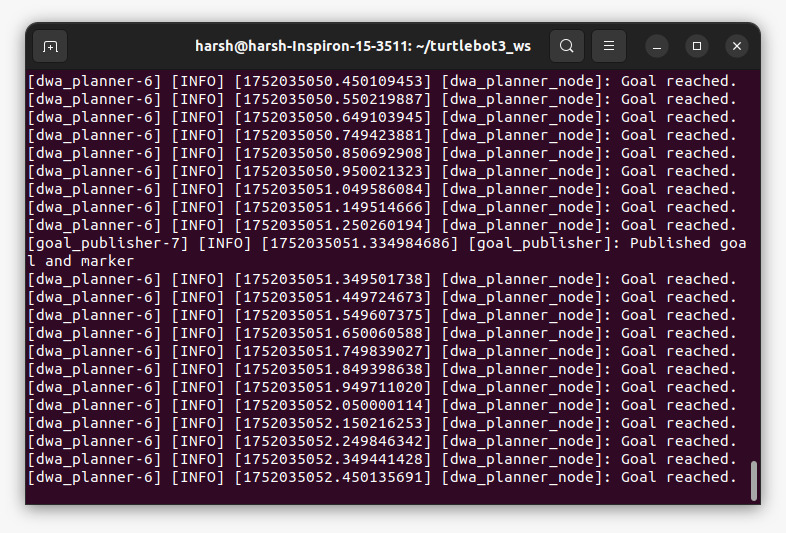 harsh@harsh-Inspiron-15-3511: ~/turtlebot3_ws
[dwa_planner-6] [INFO] [1752035050.450109453] [dwa_planner_node]: Goal reached.
[dwa_planner-6] [INFO] [1752035050.550219887] [dwa_planner_node]: Goal reached.
[dwa_planner-6] [INFO] [1752035050.649103945] [dwa_planner_node]: Goal reached.
[dwa_planner-6] [INFO] [1752035050.749423881] [dwa_planner_node]: Goal reached.
[dwa_planner-6] [INFO] [1752035050.850692908] [dwa_planner_node]: Goal reached.
[dwa_planner-6] [INFO] [1752035050.950021323] [dwa_planner_node]: Goal reached.
[dwa_planner-6] [INFO] [1752035051.049586084] [dwa_planner_node]: Goal reached.
[dwa_planner-6] [INFO] [1752035051.149514666] [dwa_planner_node]: Goal reached.
[dwa_planner-6] [INFO] [1752035051.250260194] [dwa_planner_node]: Goal reached.
[goal_publisher-7] [INFO] [1752035051.334984686] [goal_publisher]: Published goa
l and marker
[dwa_planner-6] [INFO] [1752035051.349501738] [dwa_planner_node]: Goal reached.
[dwa_planner-6] [INFO] [1752035051.449724673] [dwa_planner_node]: Goal reached.
[dwa_planner-6] [INFO] [1752035051.549607375] [dwa_planner_node]: Goal reached.
[dwa_planner-6] [INFO] [1752035051.650060588] [dwa_planner_node]: Goal reached.
[dwa_planner-6] [INFO] [1752035051.749839027] [dwa_planner_node]: Goal reached.
[dwa_planner-6] [INFO] [1752035051.849398638] [dwa_planner_node]: Goal reached.
[dwa_planner-6] [INFO] [1752035051.949711020] [dwa_planner_node]: Goal reached.
[dwa_planner-6] [INFO] [1752035052.050000114] [dwa_planner_node]: Goal reached.
[dwa_planner-6] [INFO] [1752035052.150216253] [dwa_planner_node]: Goal reached.
[dwa_planner-6] [INFO] [1752035052.249846342] [dwa_planner_node]: Goal reached.
[dwa_planner-6] [INFO] [1752035052.349441428] [dwa_planner_node]: Goal reached.
[dwa_planner-6] [INFO] [1752035052.450135691] [dwa_planner_node]: Goal reached.